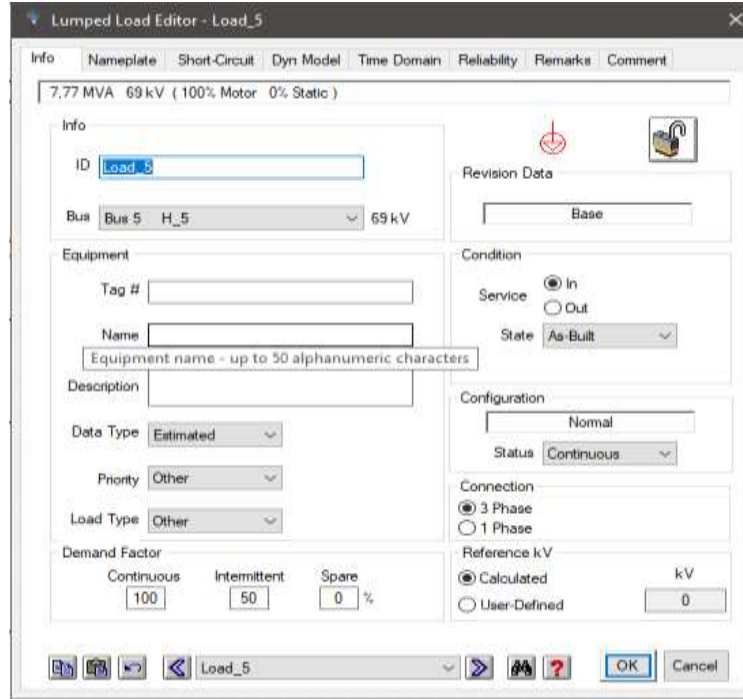 Lumped Load Editor - Load_5
Info Nameplate Short-Circuit Dyn Model Time Domain Reliability Remarks Comment
7.77 MVA 69 kV ( 100% Motor 0% Static )
Info
ID Load_5
Bus Bus 5 H_5 69 kV
Revision Data
Base
Equipment
Tag #
Name
Equipment name - up to 50 alphanumeric characters
Description
Data Type Estimated
Priority Other
Load Type Other
Condition
Service In
Out
State As-Built
Configuration
Normal
Status Continuous
Connection
3 Phase
1 Phase
Demand Factor
Continuous Intermittent Spare
100 50 0 %
Reference kV
Calculated kV
User-Defined 0
Load_5 ? OK Cancel